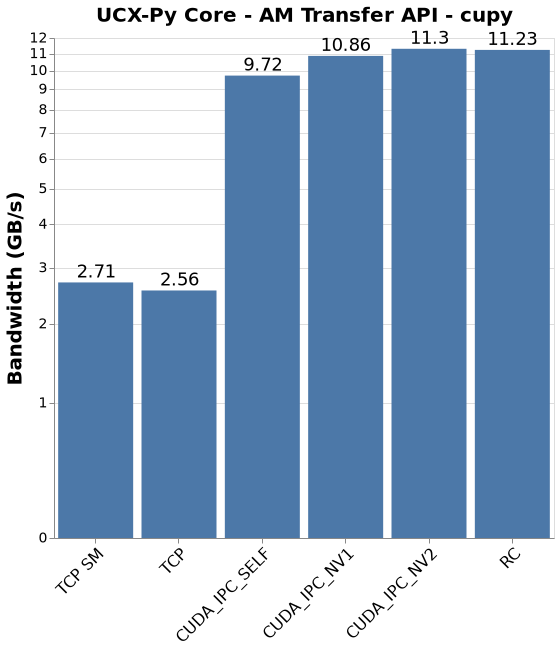 UCX-Py Core - AM Transfer API - cupy
Bandwidth (GB/s)
12
11
10
9
8
7
6
5
4
3
2
1
0
2.71
2.56
9.72
10.86
11.3
11.23
TCP SM
TCP
CUDA_IPC_SELF
CUDA_IPC_NV1
CUDA_IPC_NV2
RC